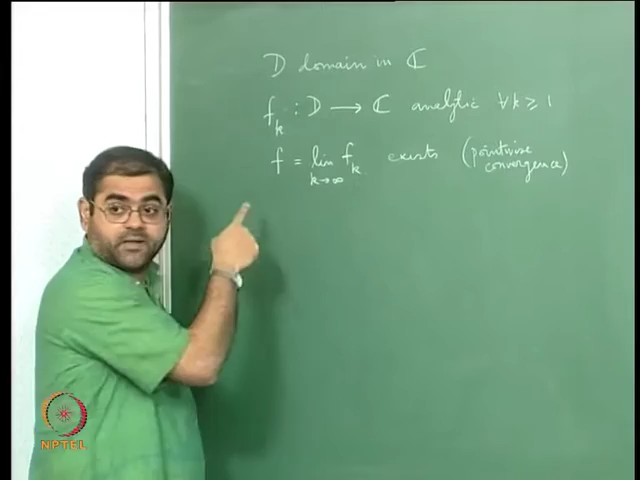 D domain in ℂ
f_k : D → ℂ analytic ∀k ≥ 1
f = lim_{k→∞} f_k exists (pointwise convergence)
NPTEL